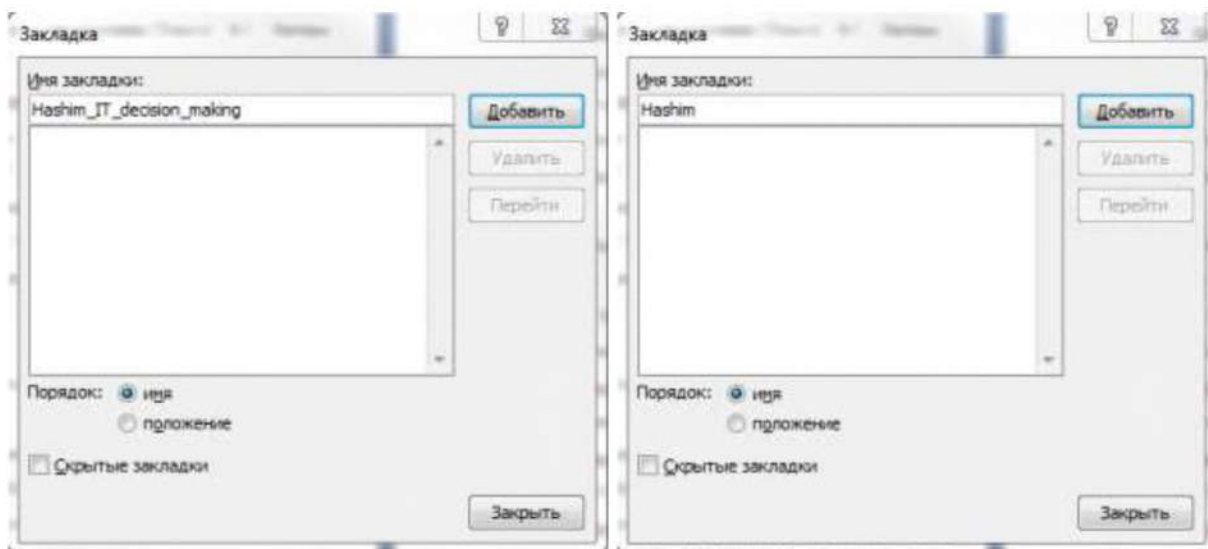 Закладка
Имя закладки:
Hashim_IT_decision_making
Добавить
Удалить
Перейти
Порядок:
имя
положение
Скрытые закладки
Закрыть
Закладка
Имя закладки:
Hashim
Добавить
Удалить
Перейти
Порядок:
имя
положение
Скрытые закладки
Закрыть